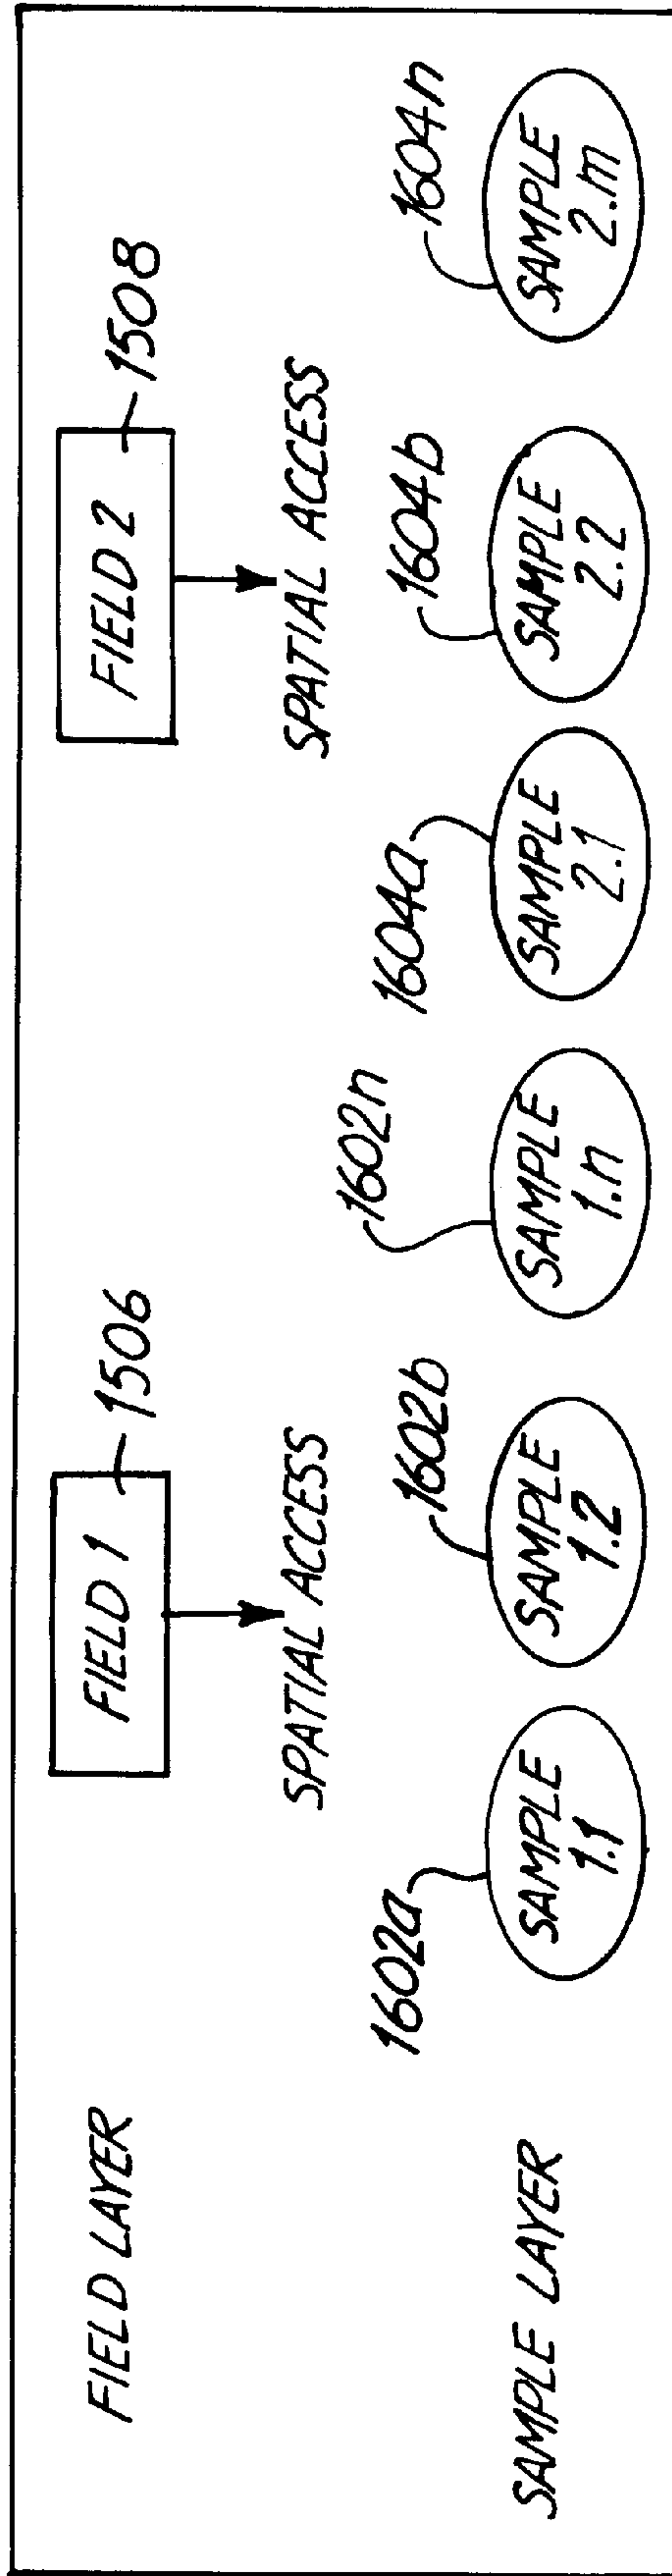 FIELD LAYER
FIELD 1
1506
FIELD 2
1508
SPATIAL ACCESS
SPATIAL ACCESS
1602a
1602b
1602n
1604a
1604b
1604n
SAMPLE LAYER
SAMPLE
1.1
SAMPLE
1.2
SAMPLE
1.n
SAMPLE
2.1
SAMPLE
2.2
SAMPLE
2.m